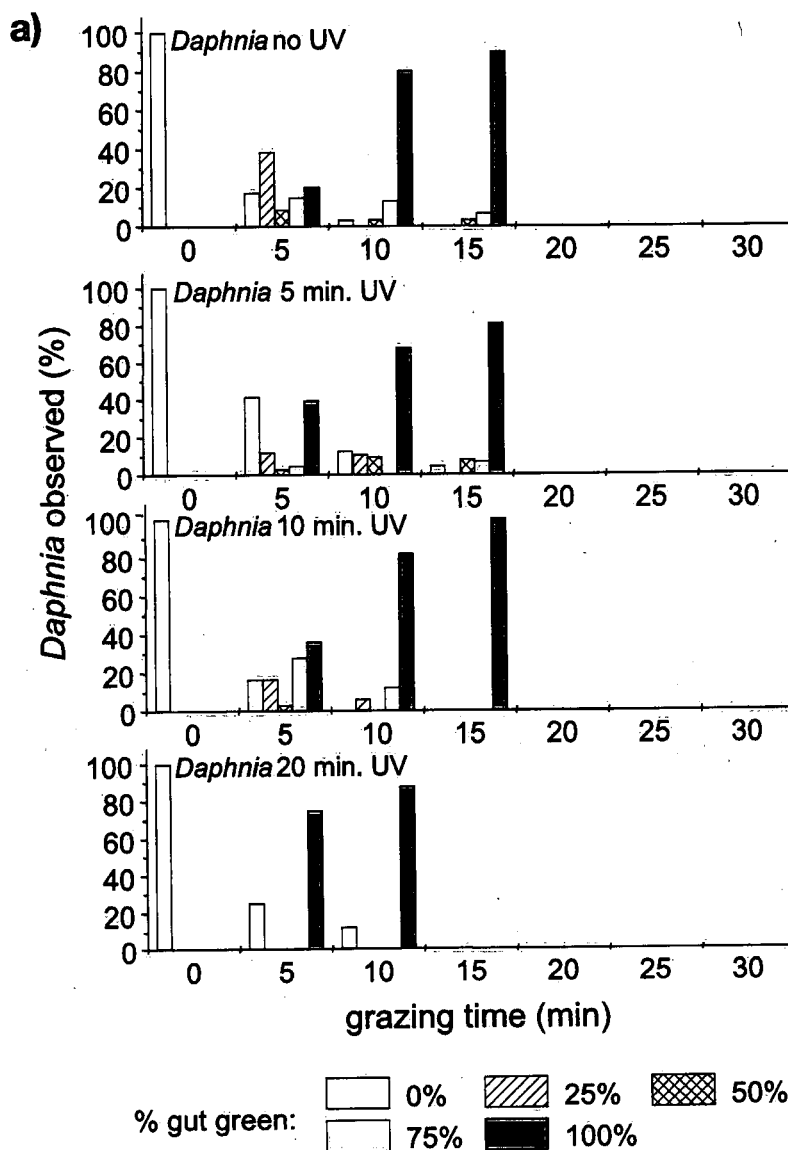 a)
Daphnia observed (%)
100 Daphnia no UV
80
60
40
20
0
0 5 10 15 20 25 30
100 Daphnia 5 min. UV
80
60
40
20
0
0 5 10 15 20 25 30
100 Daphnia 10 min. UV
80
60
40
20
0
0 5 10 15 20 25 30
100 Daphnia 20 min. UV
80
60
40
20
0
0 5 10 15 20 25 30
grazing time (min)
% gut green: 0% 25% 50%
75% 100%